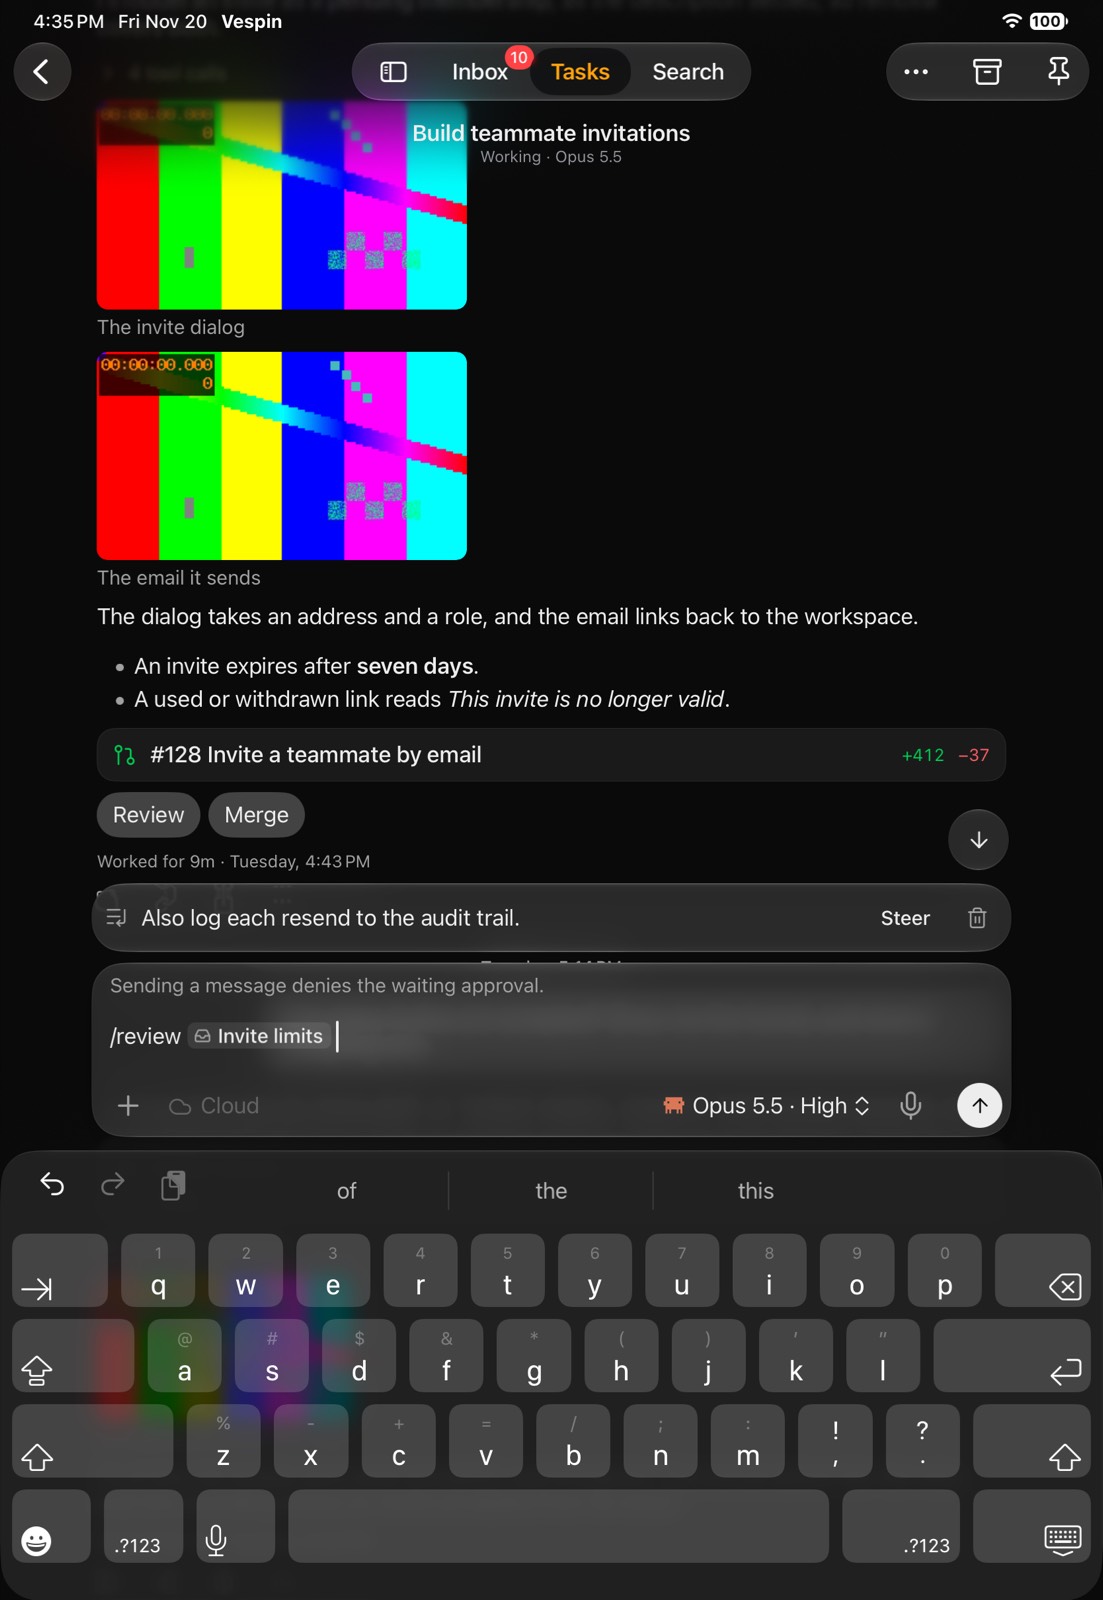 4:35 PM Fri Nov 20 Vespin
100
Inbox 10 Tasks Search
Build teammate invitations
Working · Opus 5.5
00:00:00.000
0
The invite dialog
00:00:00.000
0
The email it sends
The dialog takes an address and a role, and the email links back to the workspace.
• An invite expires after seven days.
• A used or withdrawn link reads This invite is no longer valid.
#128 Invite a teammate by email +412 −37
Review Merge
Worked for 9m · Tuesday, 4:43 PM
Also log each resend to the audit trail. Steer
Sending a message denies the waiting approval.
/review Invite limits
Cloud Opus 5.5 · High
of the this
1 2 3 4 5 6 7 8 9 0
q w e r t y u i o p
@ # $ & * ( ) ' "
a s d f g h j k l
% - + = / ; : ! ?
z x c v b n m , .
.?123 .?123